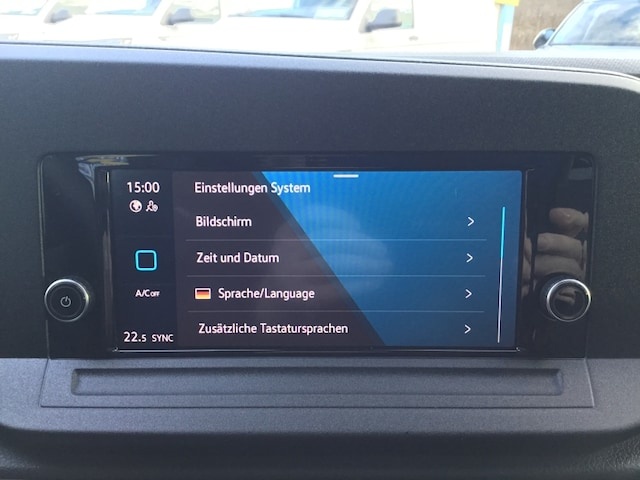 15:00
Einstellungen System
Bildschirm
Zeit und Datum
A/C OFF
Sprache/Language
22.5 SYNC
Zusätzliche Tastatursprachen